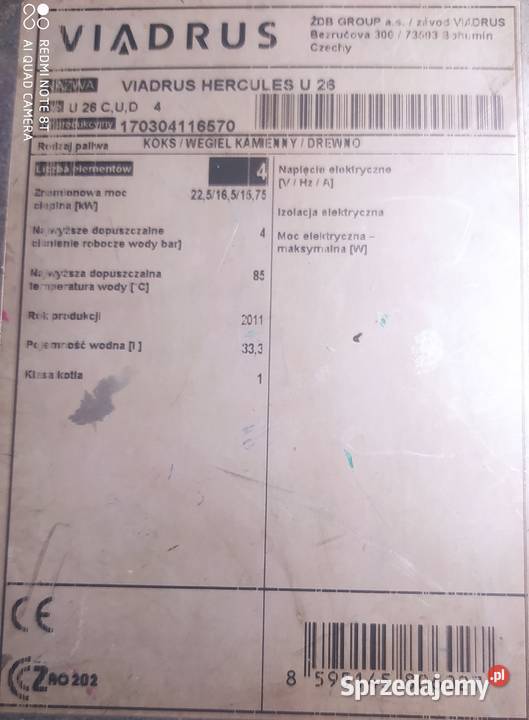 VIADRUS
ŽDB GROUP a.s. / závod VIADRUS
Bezručova 300 / 73593 Bohumín
Czechy
NAZWA VIADRUS HERCULES U 26
U 26 C,U,D 4
170304116570
Rodzaj paliwa KOKS / WĘGIEL KAMIENNY / DREWNO
Liczba elementów 4
Znamionowa moc
cieplna [kW] 22,5/16,5/15,75
Najwyższe dopuszczalne 4
ciśnienie robocze wody bar]
Najwyższa dopuszczalna 85
temperatura wody [°C]
Rok produkcji 2011
Pojemność wodna [l ] 33,3
Klasa kotła 1
Napięcie elektryczne
[V / Hz / A]
Izolacja elektryczna
Moc elektryczna –
maksymalna [W]
CE
AO 202
Sprzedajemy.pl
REDMI NOTE 8T
AI QUAD CAMERA